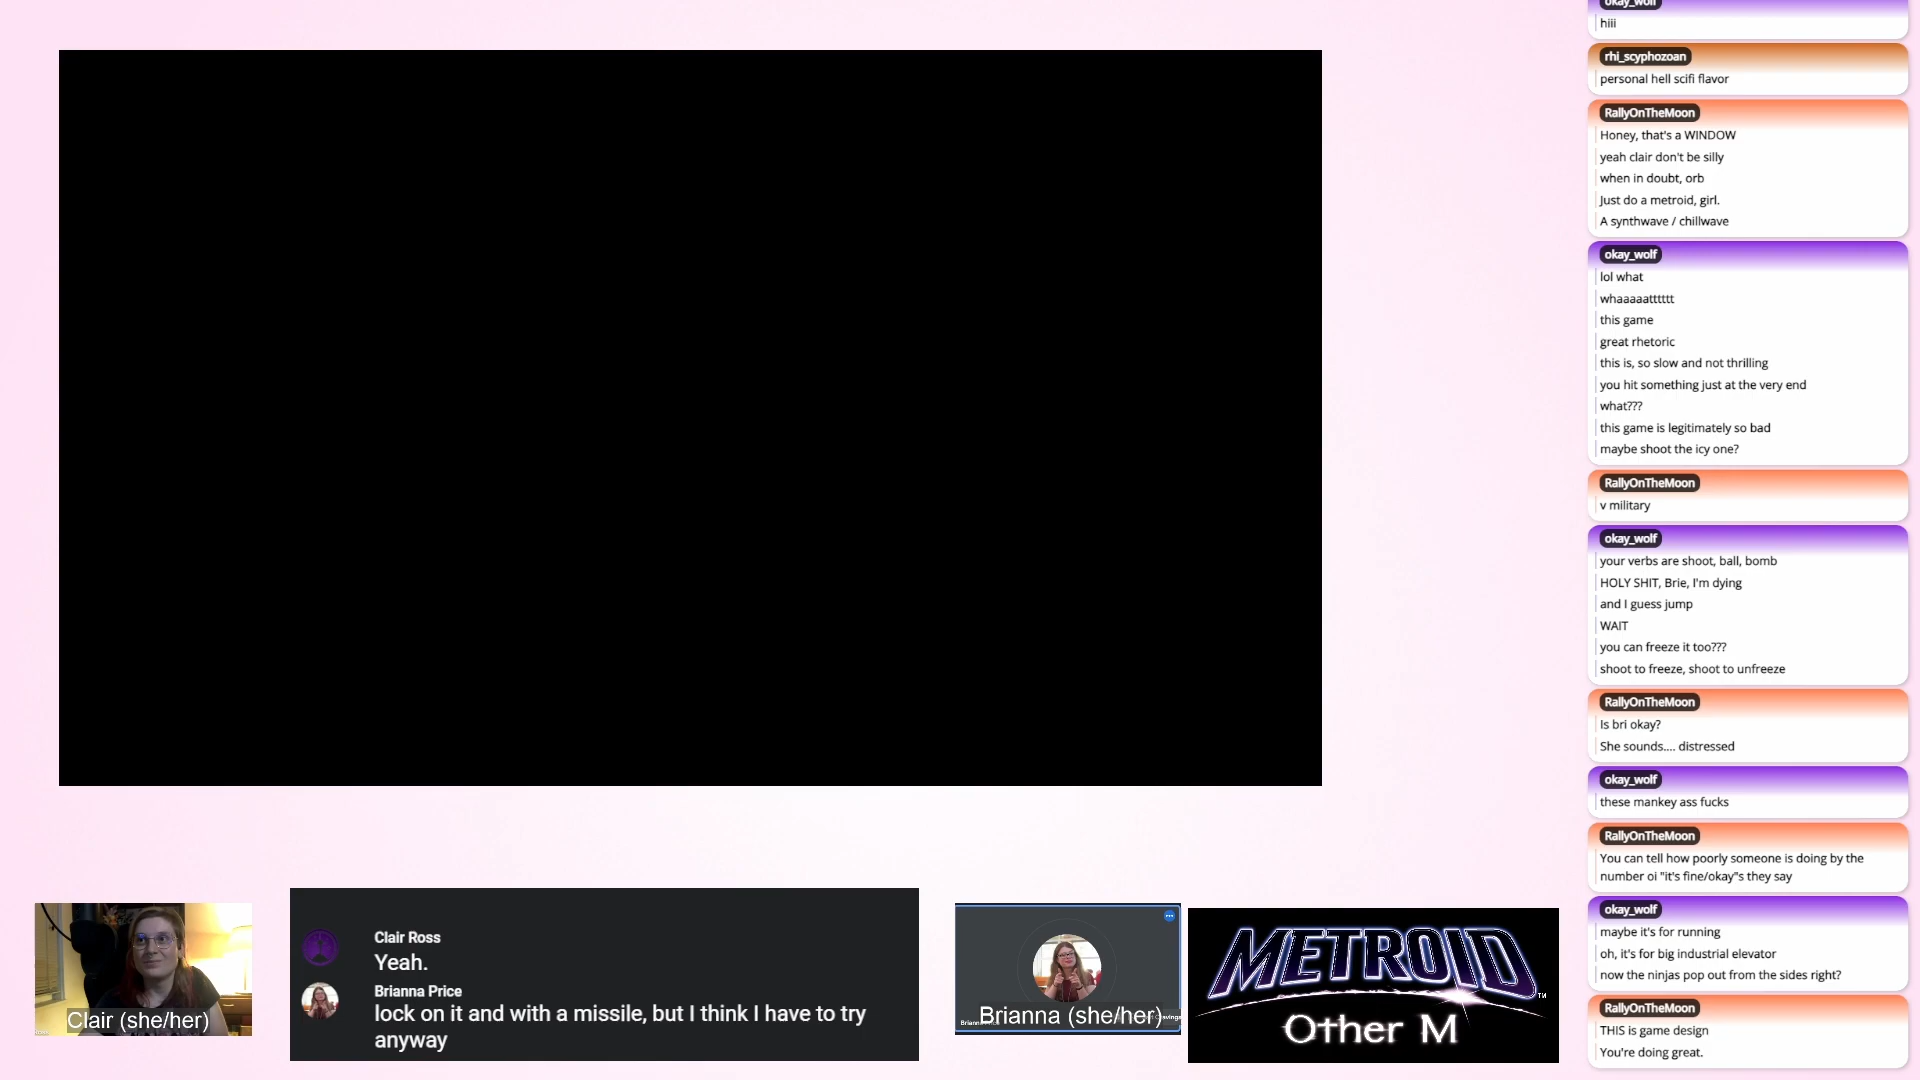 okay_wolf
hiii
rhi_scyphozoan
personal hell scifi flavor
RallyOnTheMoon
Honey, that's a WINDOW
yeah clair don't be silly
when in doubt, orb
Just do a metroid, girl.
A synthwave / chillwave
okay_wolf
lol what
whaaaaatttttt
this game
great rhetoric
this is, so slow and not thrilling
you hit something just at the very end
what???
this game is legitimately so bad
maybe shoot the icy one?
RallyOnTheMoon
v military
okay_wolf
your verbs are shoot, ball, bomb
HOLY SHIT, Brie, I'm dying
and I guess jump
WAIT
you can freeze it too???
shoot to freeze, shoot to unfreeze
RallyOnTheMoon
Is bri okay?
She sounds.... distressed
okay_wolf
these mankey ass fucks
RallyOnTheMoon
You can tell how poorly someone is doing by the
number oi "it's fine/okay"s they say
okay_wolf
maybe it's for running
oh, it's for big industrial elevator
now the ninjas pop out from the sides right?
RallyOnTheMoon
THIS is game design
You're doing great.
Clair (she/her)
Clair Ross
Yeah.
Brianna Price
lock on it and with a missile, but I think I have to try
anyway
Brianna (she/her)
METROID
TM
Other M